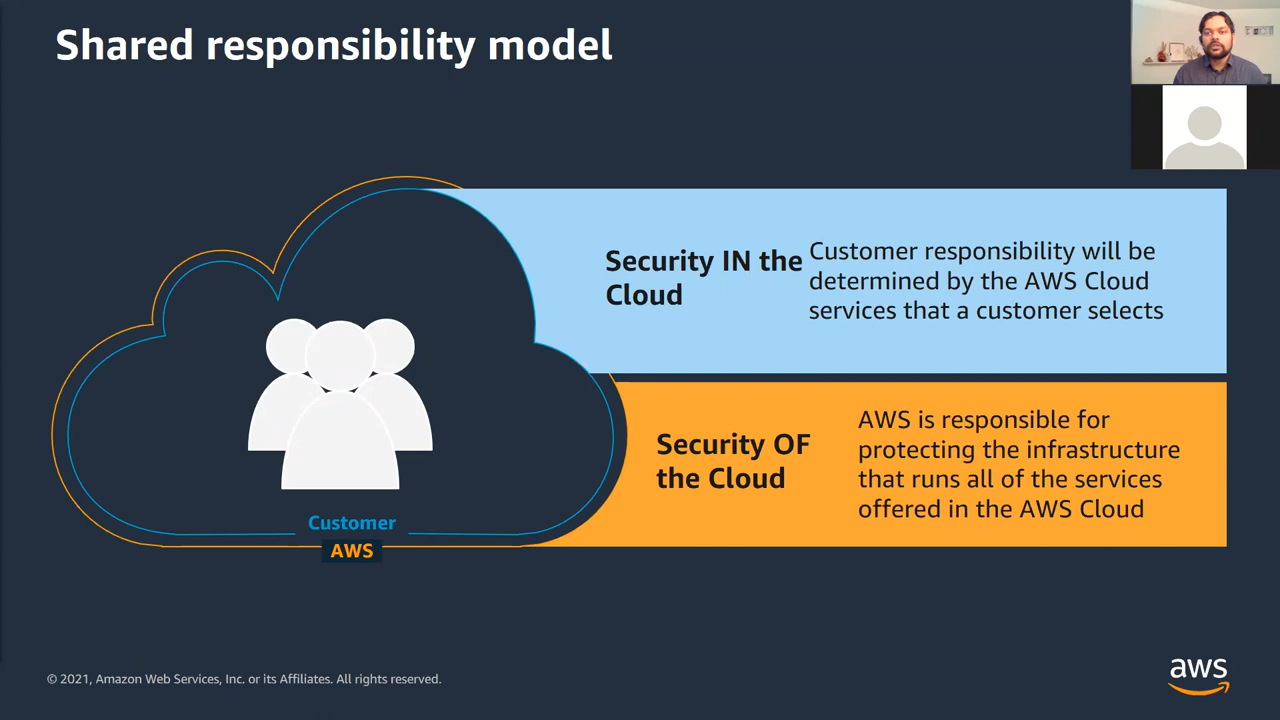 Shared responsibility model
Security IN the
Cloud
Customer responsibility will be
determined by the AWS Cloud
services that a customer selects
Security OF
the Cloud
AWS is responsible for
protecting the infrastructure
that runs all of the services
offered in the AWS Cloud
Customer
AWS
© 2021, Amazon Web Services, Inc. or its Affiliates. All rights reserved.
aws